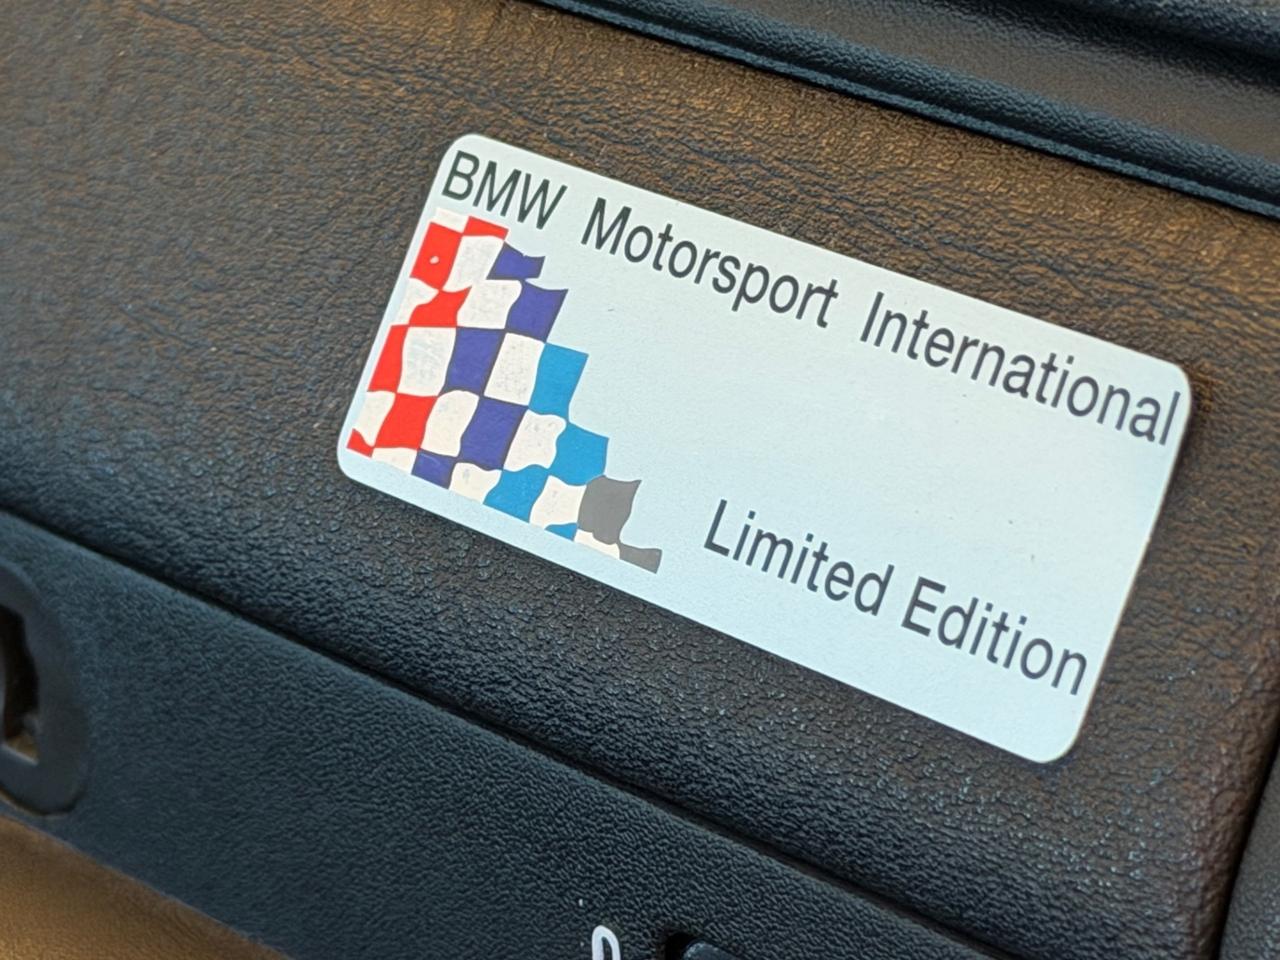 BMW Motorsport International
Limited Edition